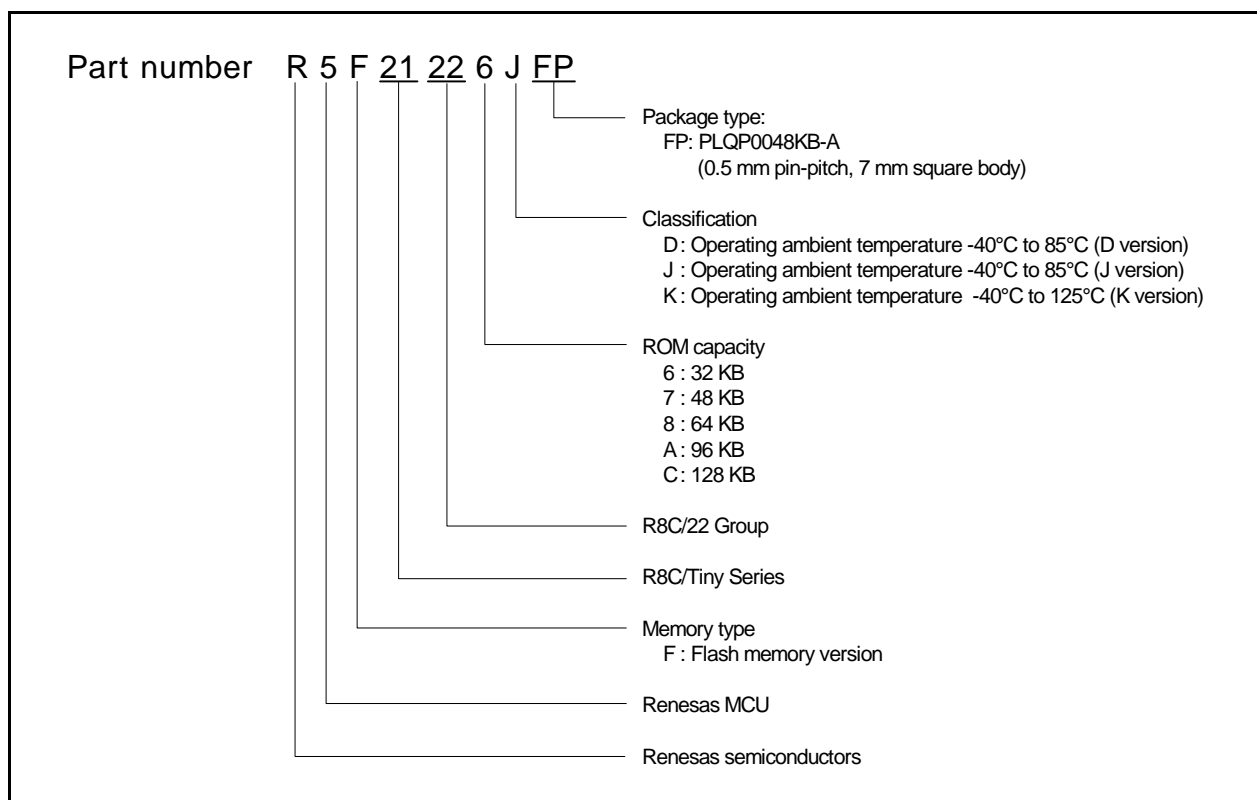 Part number R 5 F 21 22 6 J FP
Package type:
FP: PLQP0048KB-A
(0.5 mm pin-pitch, 7 mm square body)
Classification
D : Operating ambient temperature -40°C to 85°C (D version)
J : Operating ambient temperature -40°C to 85°C (J version)
K : Operating ambient temperature -40°C to 125°C (K version)
ROM capacity
6 : 32 KB
7 : 48 KB
8 : 64 KB
A : 96 KB
C : 128 KB
R8C/22 Group
R8C/Tiny Series
Memory type
F : Flash memory version
Renesas MCU
Renesas semiconductors